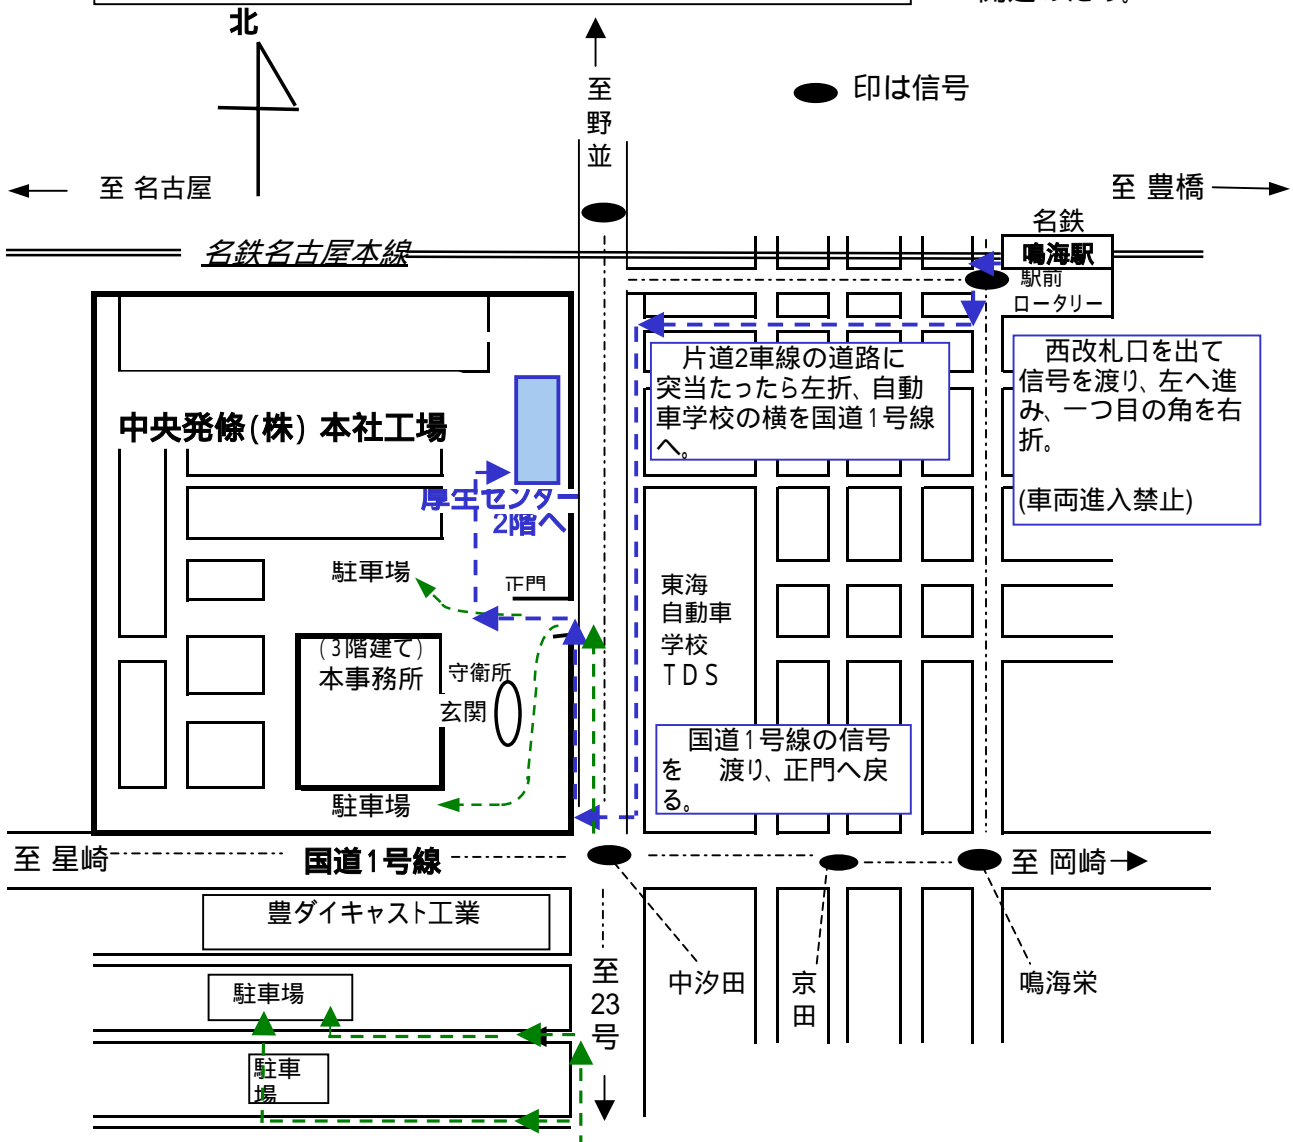 北
至
野
並
印は信号
至 名古屋
至 豊橋
名鉄
鳴海駅
名鉄名古屋本線
駅前
ロータリー
片道2車線の道路に
突当たったら左折、自動
車学校の横を国道1号線
へ。
西改札口を出て
信号を渡り、左へ進
み、一つ目の角を右
折。
(車両進入禁止)
中央発條(株) 本社工場
厚生センター
2階へ
駐車場
正門
東海
自動車
学校
TDS
(3階建て)
本事務所
守衛所
玄関
駐車場
国道1号線の信号
を 渡り、正門へ戻
る。
至 星崎
国道1号線
至 岡崎
豊ダイキャスト工業
至
23
号
中汐田
京
田
鳴海栄
駐車場
駐車
場